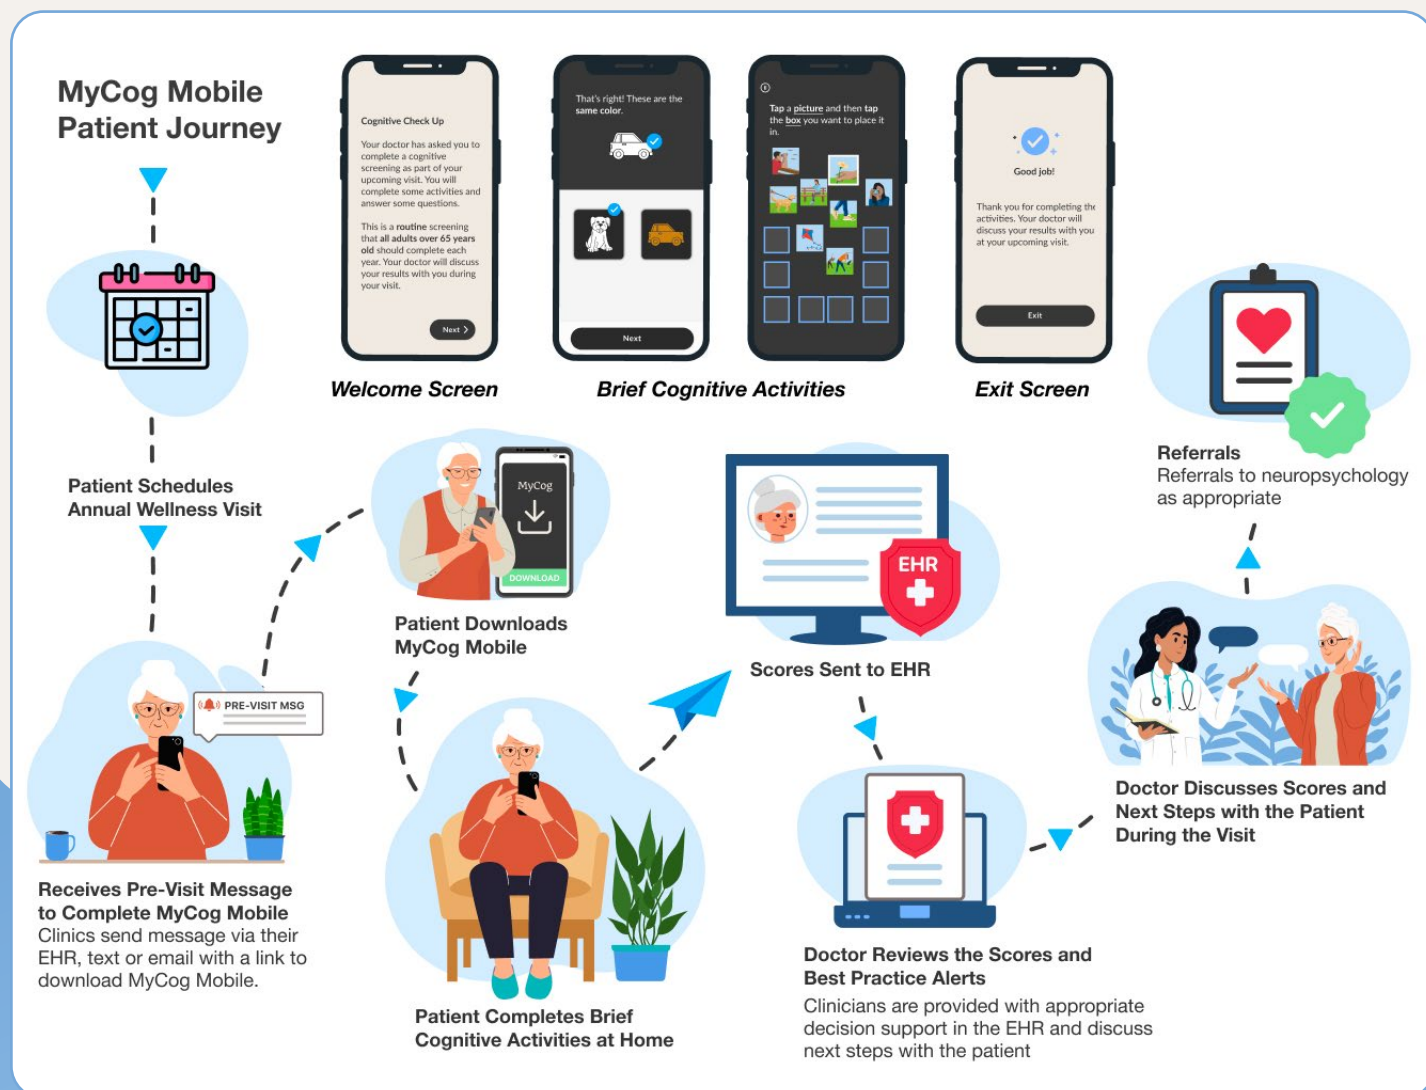 MyCog Mobile
Patient Journey
Cognitive Check Up
Your doctor has asked you to
complete a cognitive
screening as part of your
upcoming visit. You will
complete some activities and
answer some questions.
This is a routine screening
that all adults over 65 years
old should complete each
year. Your doctor will discuss
your results with you during
your visit.
Next
Welcome Screen
That's right! These are the
same color.
Next
Tap a picture and then tap
the box you want to place it
in.
Brief Cognitive Activities
Good job!
Thank you for completing the
activities. Your doctor will
discuss your results with you
at your upcoming visit.
Exit
Exit Screen
Patient Schedules
Annual Wellness Visit
PRE-VISIT MSG
Receives Pre-Visit Message
to Complete MyCog Mobile
Clinics send message via their
EHR, text or email with a link to
download MyCog Mobile.
MyCog
DOWNLOAD
Patient Downloads
MyCog Mobile
Patient Completes Brief
Cognitive Activities at Home
EHR
Scores Sent to EHR
Doctor Reviews the Scores and
Best Practice Alerts
Clinicians are provided with appropriate
decision support in the EHR and discuss
next steps with the patient
Doctor Discusses Scores and
Next Steps with the Patient
During the Visit
Referrals
Referrals to neuropsychology
as appropriate